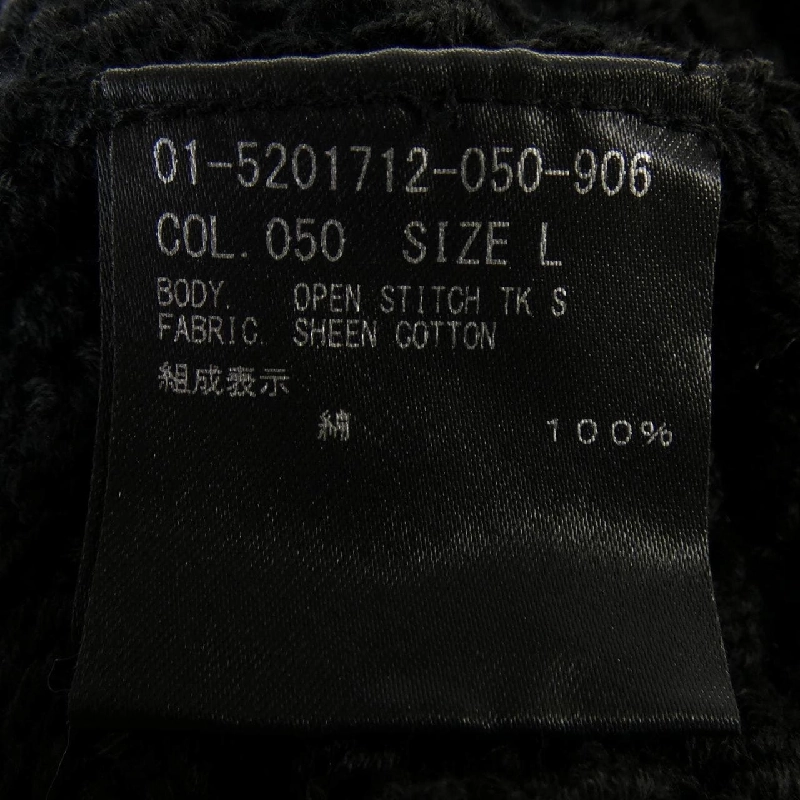 01-5201712-050-906
COL. 050 SIZE L
BODY. OPEN STITCH TK S
FABRIC. SHEEN COTTON
組成表示
綿 100%